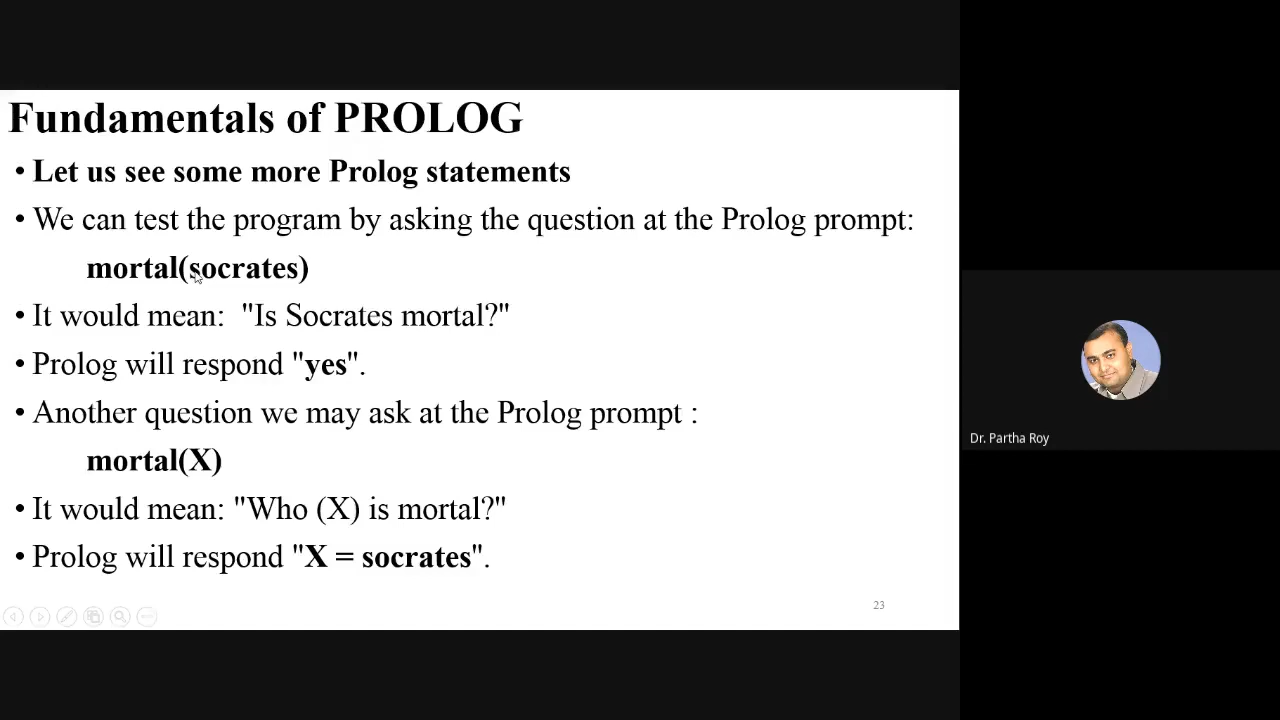 Fundamentals of PROLOG
• Let us see some more Prolog statements
• We can test the program by asking the question at the Prolog prompt:
mortal(socrates)
• It would mean:  "Is Socrates mortal?"
• Prolog will respond "yes".
• Another question we may ask at the Prolog prompt :
mortal(X)
• It would mean: "Who (X) is mortal?"
• Prolog will respond "X = socrates".
23
Dr. Partha Roy